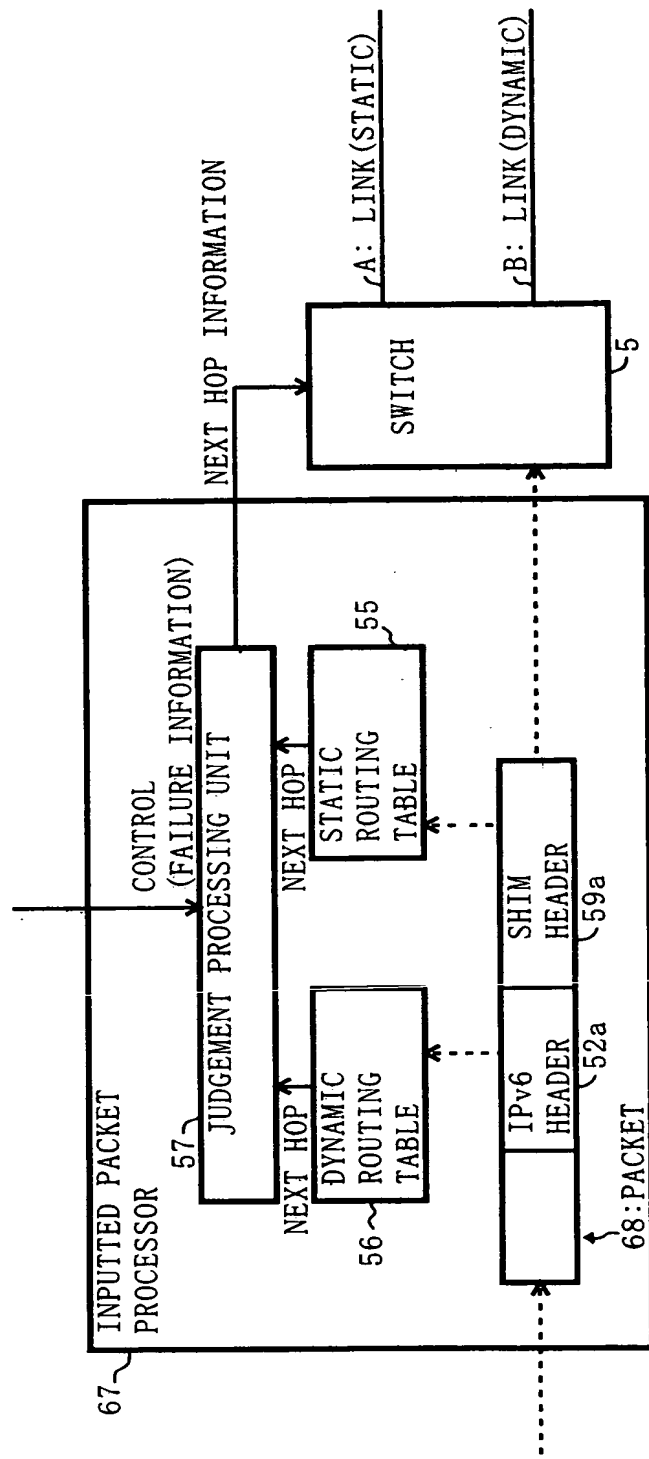 INPUTTED PACKET
PROCESSOR
67
CONTROL
(FAILURE INFORMATION)
57
JUDGEMENT PROCESSING UNIT
NEXT HOP INFORMATION
NEXT HOP
NEXT HOP
DYNAMIC
ROUTING
TABLE
56
STATIC
ROUTING
TABLE
55
IPv6
HEADER
52a
SHIM
HEADER
59a
68:PACKET
SWITCH
5
A: LINK(STATIC)
B: LINK(DYNAMIC)